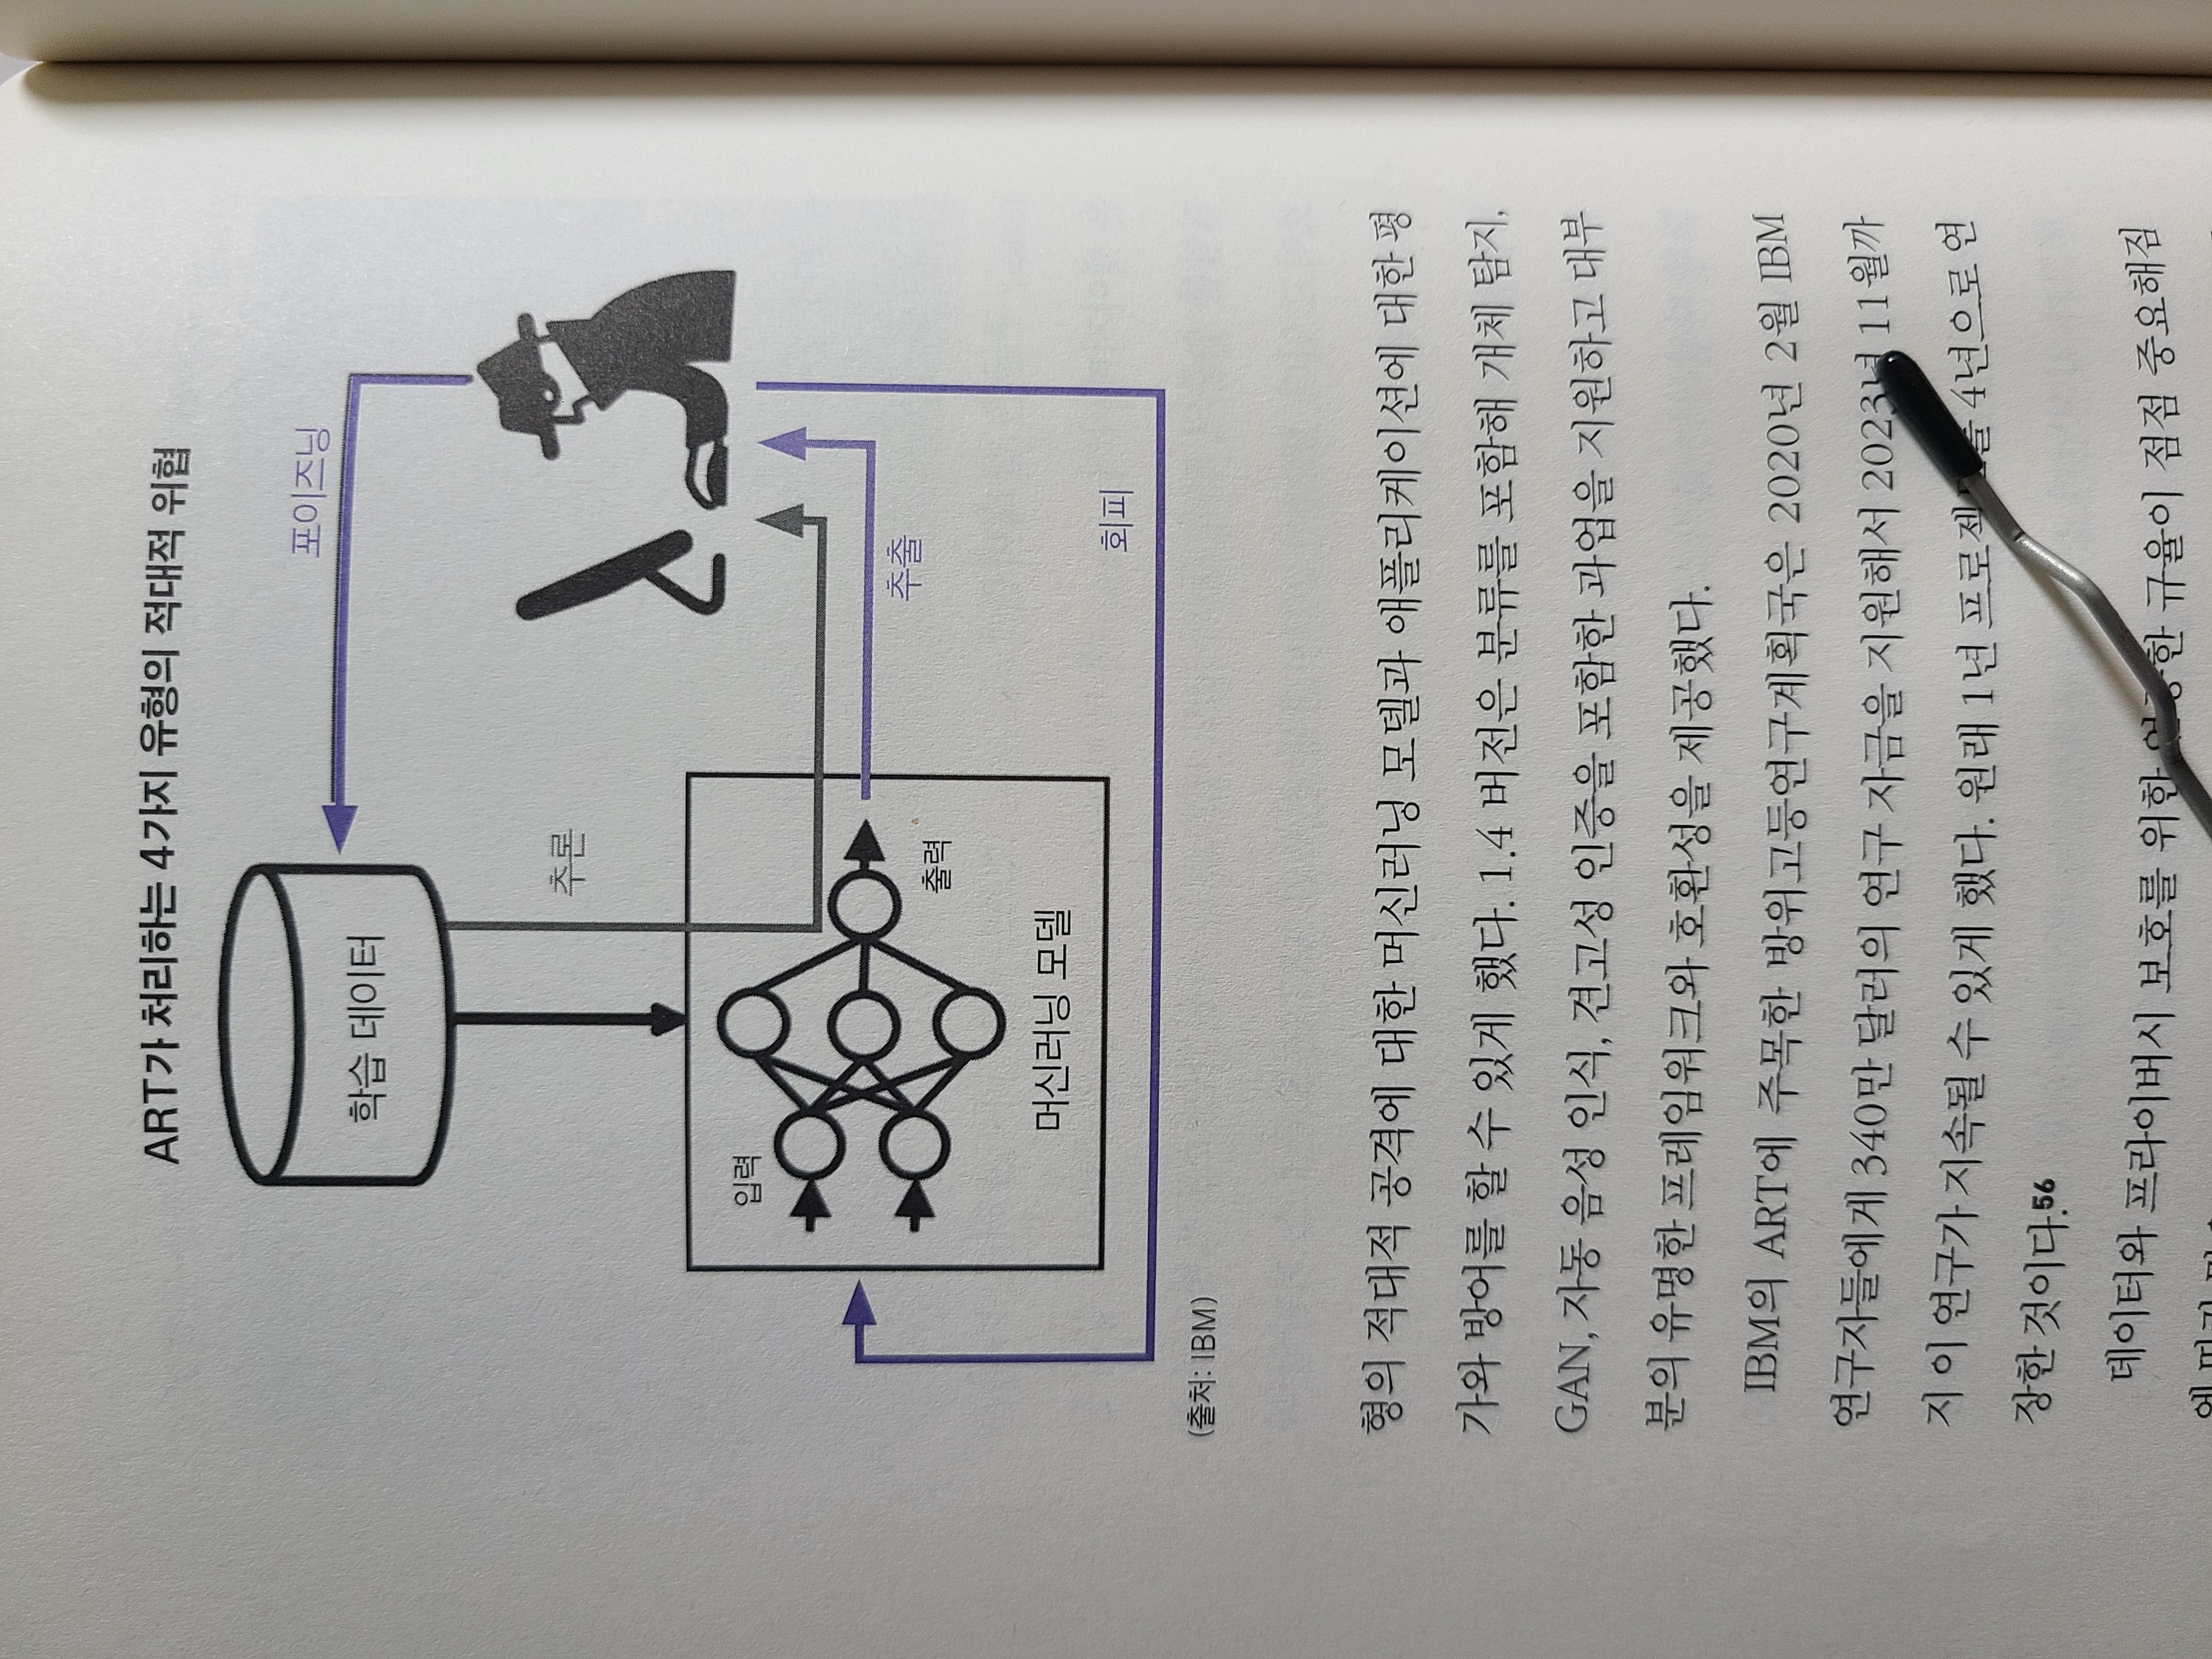 ART가 처리하는 4가지 유형의 적대적 위협
포이즈닝
학습 데이터
추론
입력
추출
출력
머신러닝 모델
회피
(출처: IBM)
형의 적대적 공격에 대한 머신러닝 모델과 애플리케이션에 대한 평
가와 방어를 할 수 있게 했다. 1.4 버전은 분류를 포함해 개체 탐지,
GAN, 자동 음성 인식, 견고성 인증을 포함한 과업을 지원하고 대부
분의 유명한 프레임워크와 호환성을 제공했다.
IBM의 ART에 주목한 방위고등연구계획국은 2020년 2월 IBM
연구자들에게 340만 달러의 연구 자금을 지원해서 2023년 11월까
지 이 연구가 지속될 수 있게 했다. 원래 1년 4년으로 연
장한 것이다.56
데이터와 프라이버시 보호를 위한 규율이 점점 중요해짐